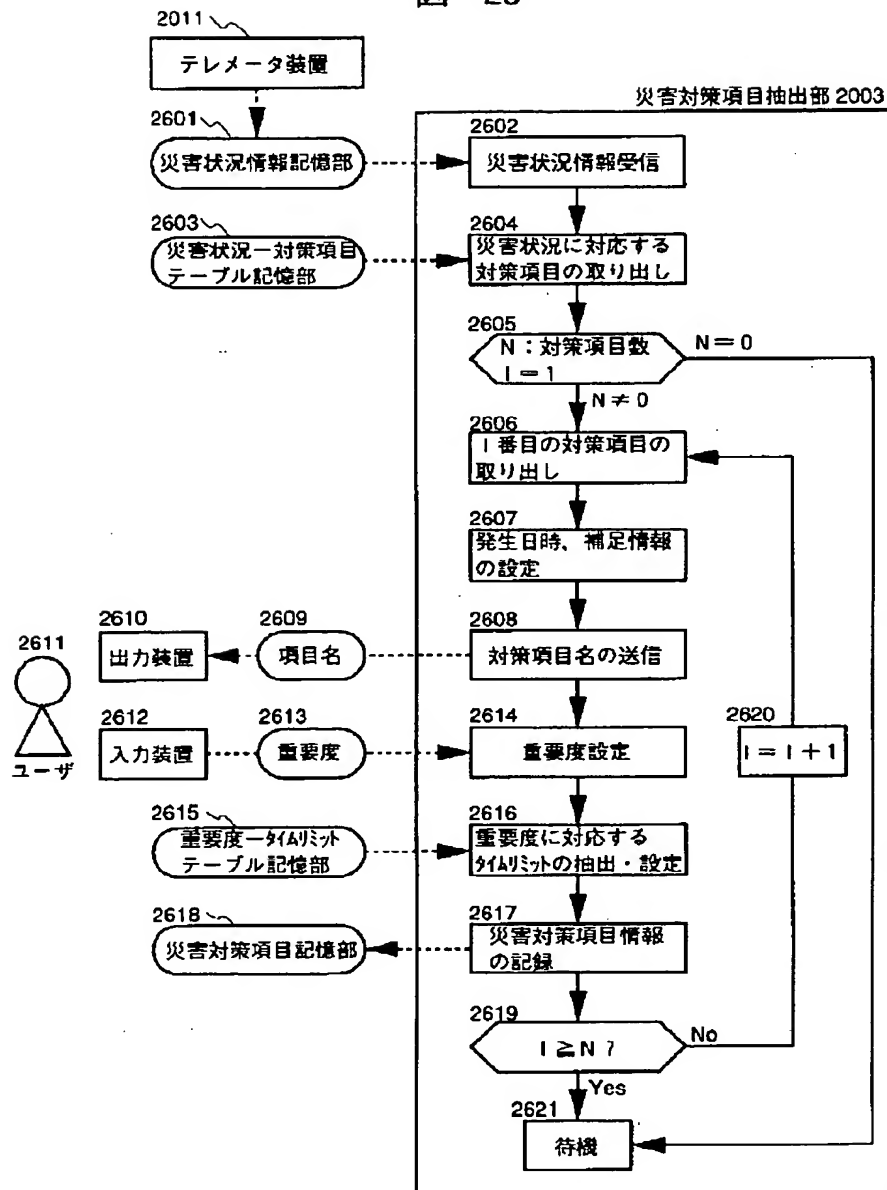 2011
テレメータ装置
災害対策項目抽出部 2003
2601
災害状況情報記憶部
2602
災害状況情報受信
2603
災害状況ー対策項目
テーブル記憶部
2604
災害状況に対応する
対策項目の取り出し
2605
N:対策項目数
I=1
N=0
N≠0
2606
I番目の対策項目の
取り出し
2607
発生日時、補足情報
の設定
2608
対策項目名の送信
2609
項目名
2610
出力装置
2611
ユーザ
2612
入力装置
2613
重要度
2614
重要度設定
2620
I=I+1
2615
重要度ータイムリミット
テーブル記憶部
2616
重要度に対応する
タイムリミットの抽出・設定
2618
災害対策項目記憶部
2617
災害対策項目情報
の記録
2619
I≧N?
No
Yes
2621
待機